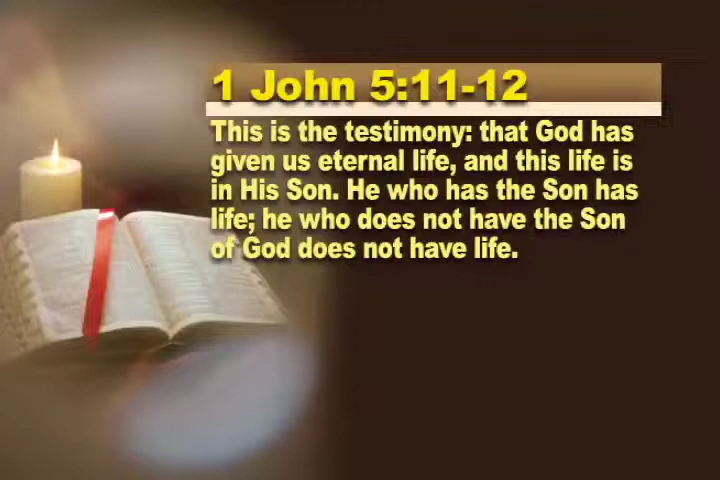 1 John 5:11-12
This is the testimony: that God has
given us eternal life, and this life is
in His Son. He who has the Son has
life; he who does not have the Son
of God does not have life.